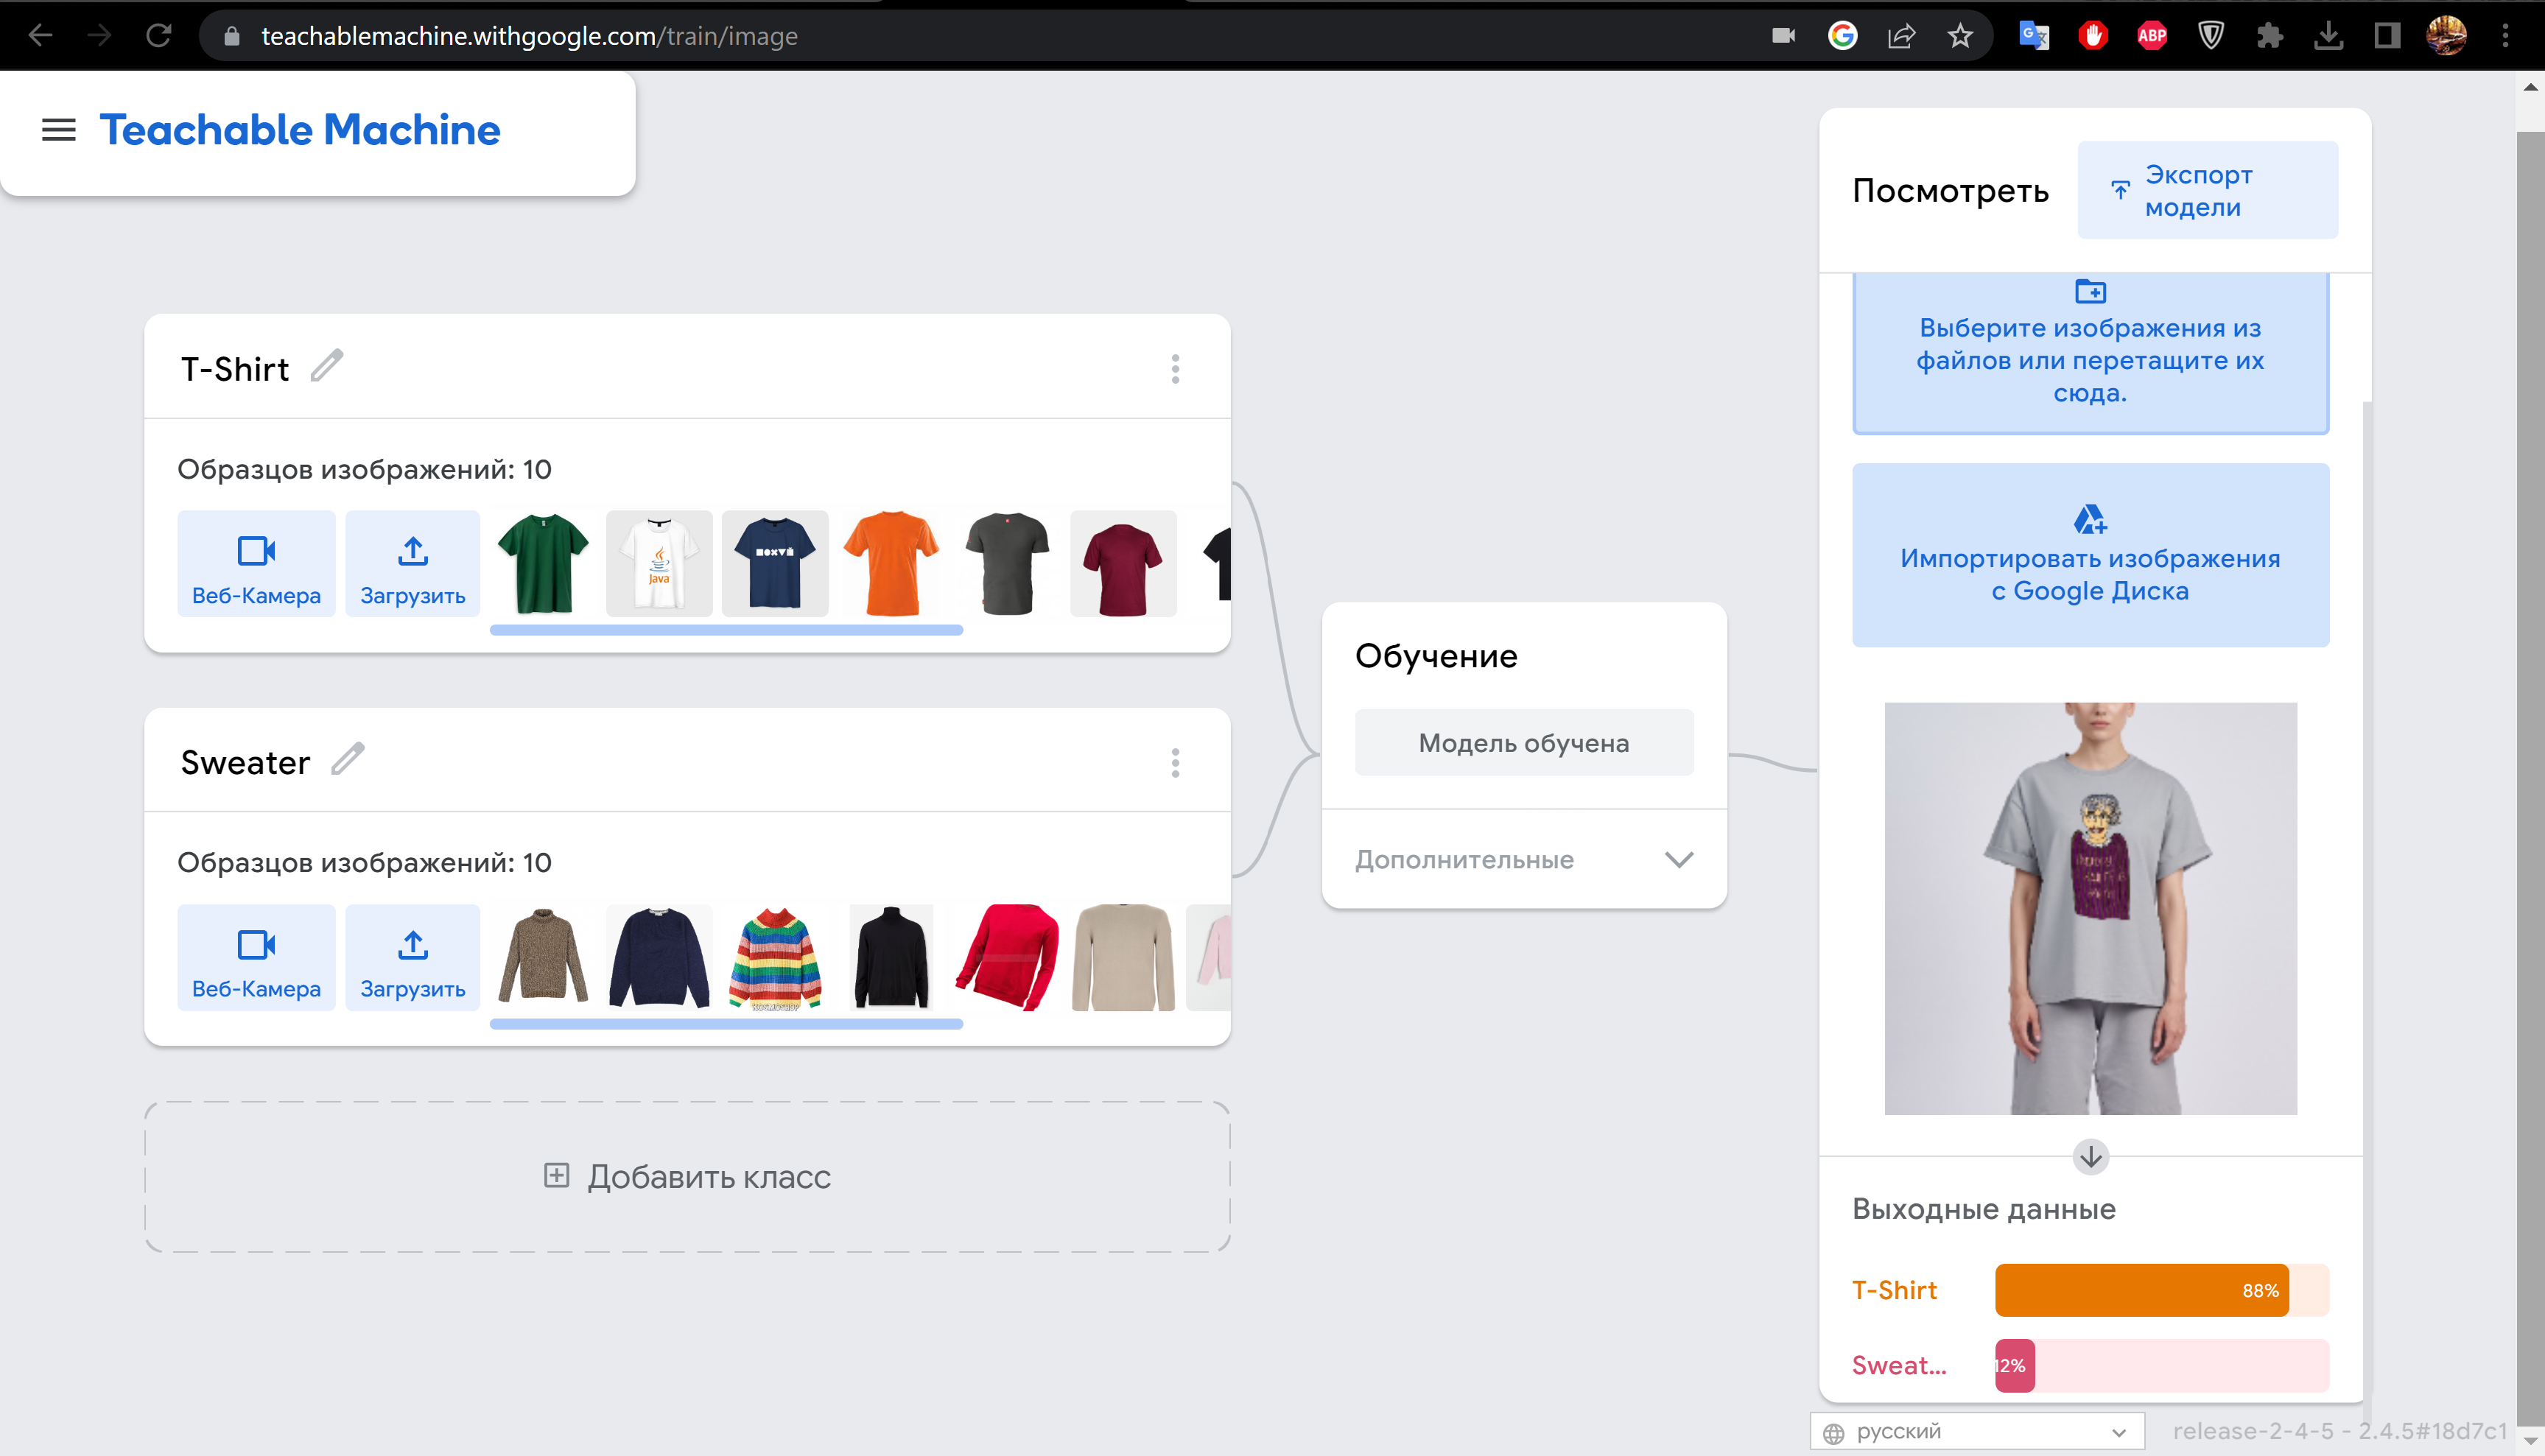 teachablemachine.withgoogle.com/train/image
ABP
Teachable Machine
T-Shirt
Образцов изображений: 10
Веб-Камера
Загрузить
Java
Sweater
Образцов изображений: 10
Веб-Камера
Загрузить
Добавить класс
Обучение
Модель обучена
Дополнительные
Посмотреть
Экспорт
модели
Выберите изображения из
файлов или перетащите их
сюда.
Импортировать изображения
с Google Диска
Выходные данные
T-Shirt
88%
Sweat...
12%
русский
release-2-4-5 - 2.4.5#18d7c1